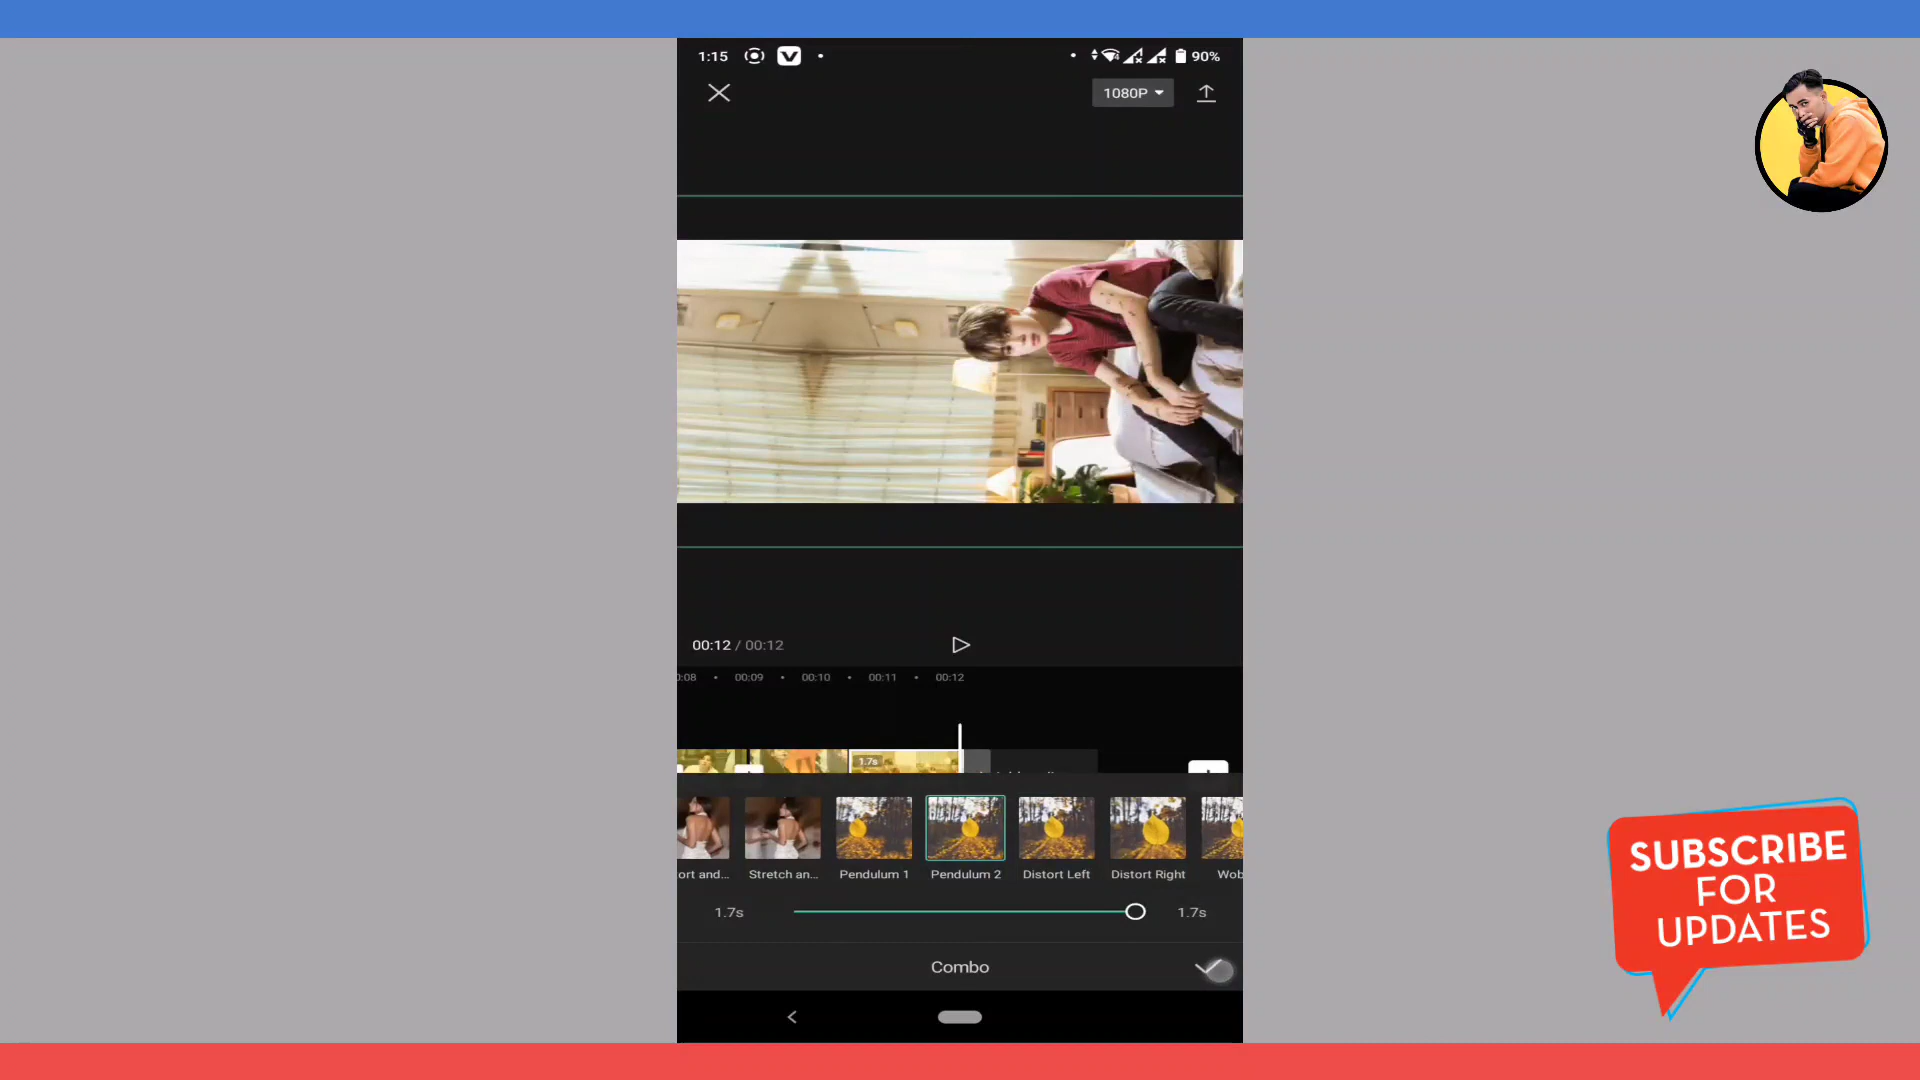 1:15
90%
1080P
00:12 / 00:12
0:08 00:09 00:10 00:11 00:12
1.7s
ort and... Stretch an... Pendulum 1 Pendulum 2 Distort Left Distort Right Wob
1.7s 1.7s
Combo
SUBSCRIBE
FOR
UPDATES